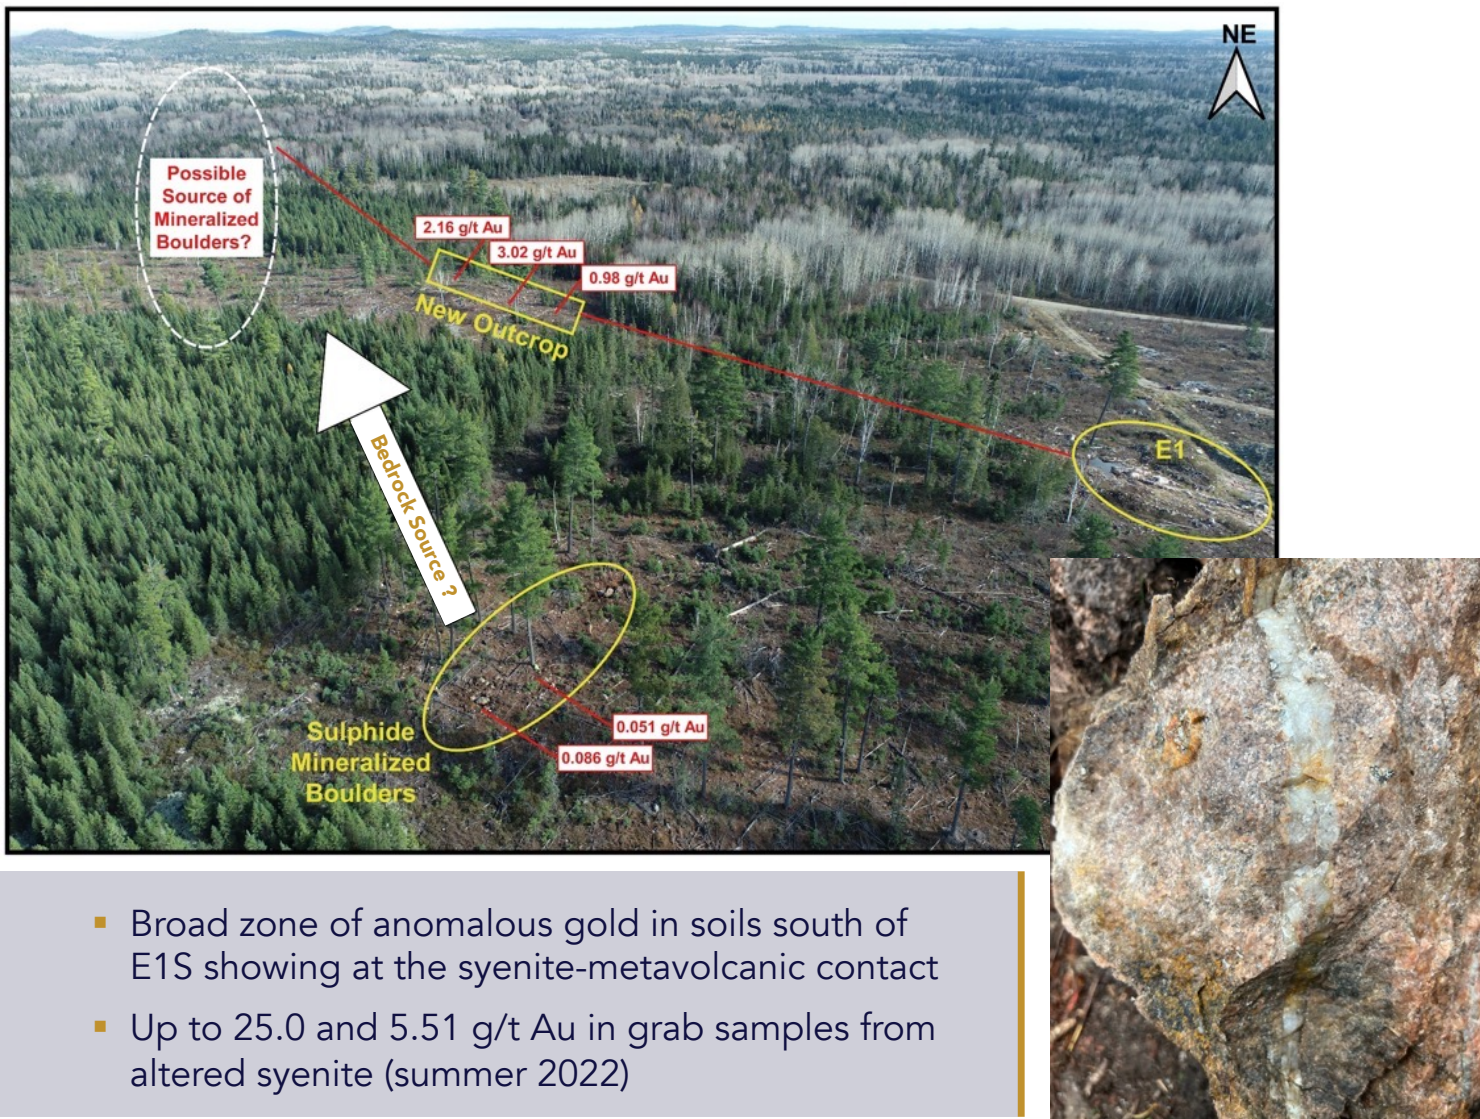 NE
Possible
Source of
Mineralized
Boulders?
2.16 g/t Au
3.02 g/t Au
0.98 g/t Au
New Outcrop
E1
Bedrock Source ?
Sulphide
Mineralized
Boulders
0.051 g/t Au
0.086 g/t Au
Broad zone of anomalous gold in soils south of
E1S showing at the syenite-metavolcanic contact
Up to 25.0 and 5.51 g/t Au in grab samples from
altered syenite (summer 2022)